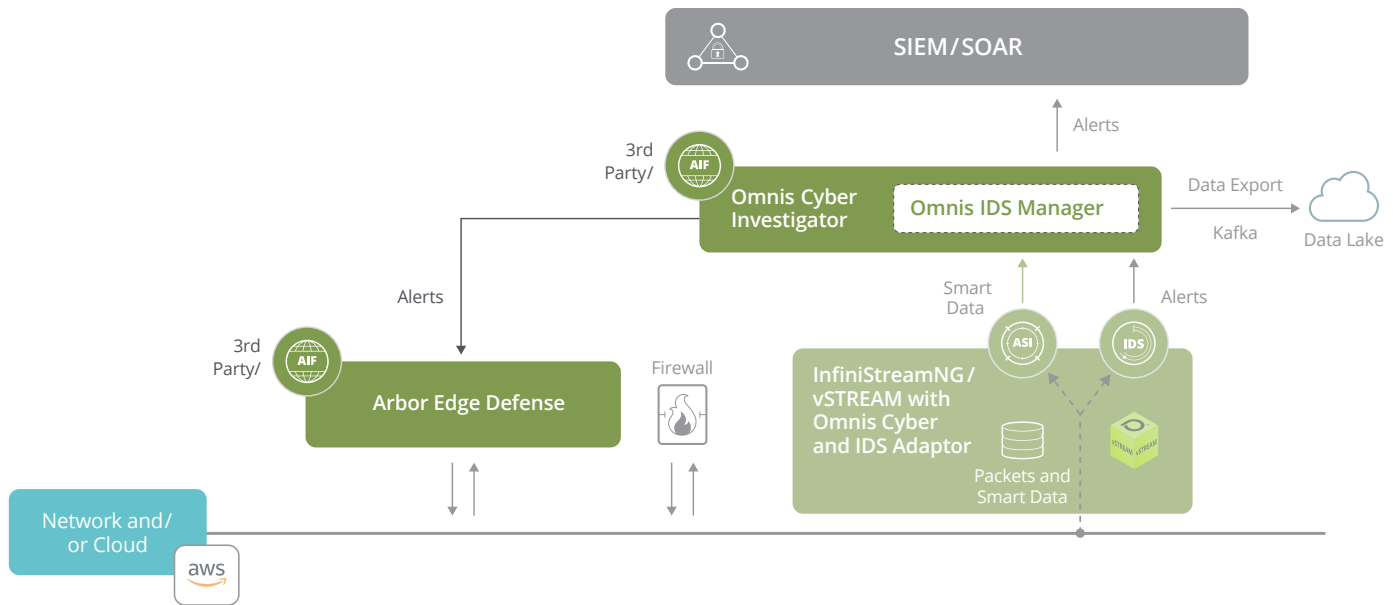 SIEM/SOAR
Alerts
3rd
Party/
AIF
Omnis Cyber
Investigator
Omnis IDS Manager
Data Export
Kafka
Data Lake
Alerts
Smart
Data
Alerts
3rd
Party/
AIF
Arbor Edge Defense
Firewall
ASI
IDS
InfiniStreamNG/
vSTREAM with
Omnis Cyber
and IDS Adaptor
vSTREAM vSTREAM
Packets and
Smart Data
Network and/
or Cloud
aws